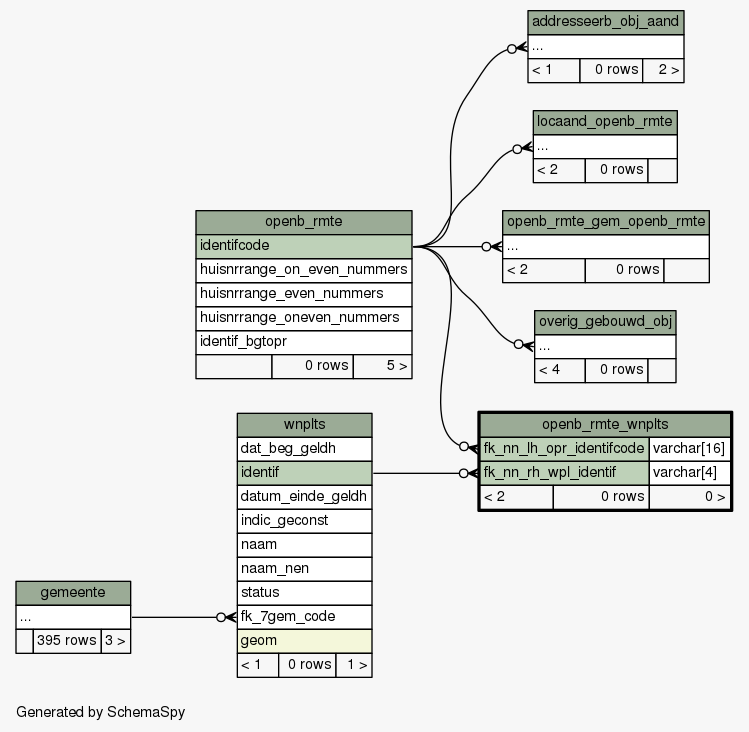 addresseerb_obj_aand
...
< 1 0 rows 2 >
locaand_openb_rmte
...
< 2 0 rows
openb_rmte_gem_openb_rmte
...
< 2 0 rows
overig_gebouwd_obj
...
< 4 0 rows
openb_rmte
identifcode
huisnrrange_on_even_nummers
huisnrrange_even_nummers
huisnrrange_oneven_nummers
identif_bgtopr
0 rows 5 >
openb_rmte_wnplts
fk_nn_lh_opr_identifcode varchar[16]
fk_nn_rh_wpl_identif varchar[4]
< 2 0 rows 0 >
wnplts
dat_beg_geldh
identif
datum_einde_geldh
indic_geconst
naam
naam_nen
status
fk_7gem_code
geom
< 1 0 rows 1 >
gemeente
...
395 rows 3 >
Generated by SchemaSpy